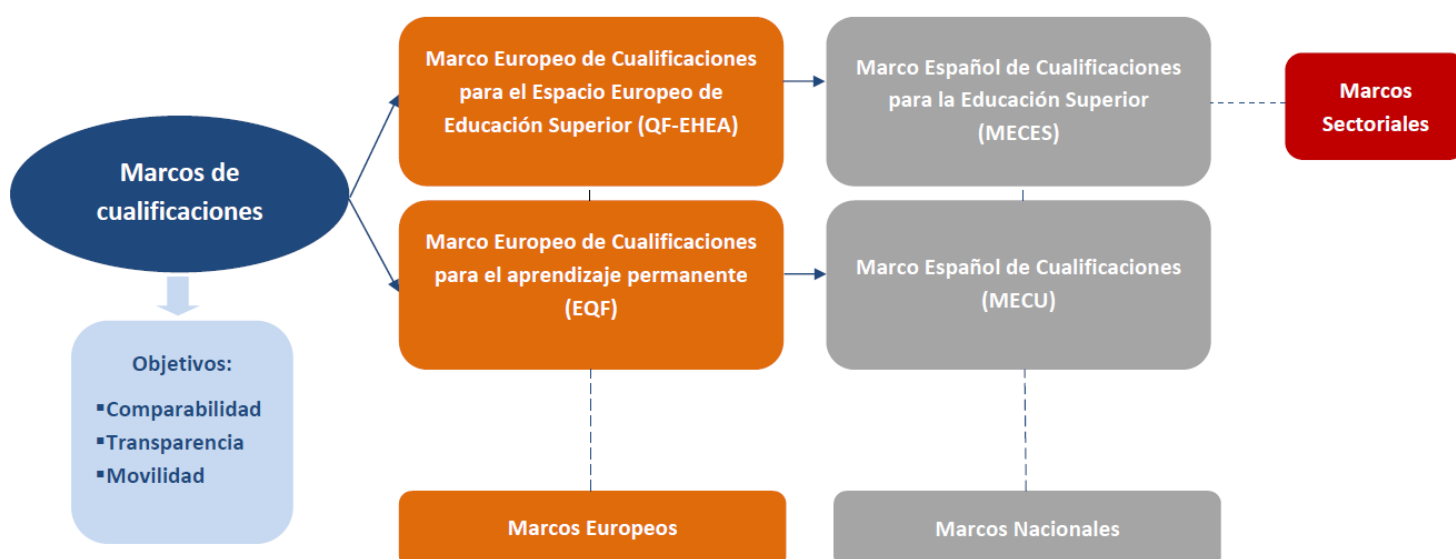 Marcos de
cualificaciones
Objetivos:
▪Comparabilidad
▪Transparencia
▪Movilidad
Marco Europeo de Cualificaciones
para el Espacio Europeo de
Educación Superior (QF-EHEA)
Marco Español de Cualificaciones
para la Educación Superior
(MECES)
Marcos
Sectoriales
Marco Europeo de Cualificaciones
para el aprendizaje permanente
(EQF)
Marco Español de Cualificaciones
(MECU)
Marcos Europeos
Marcos Nacionales